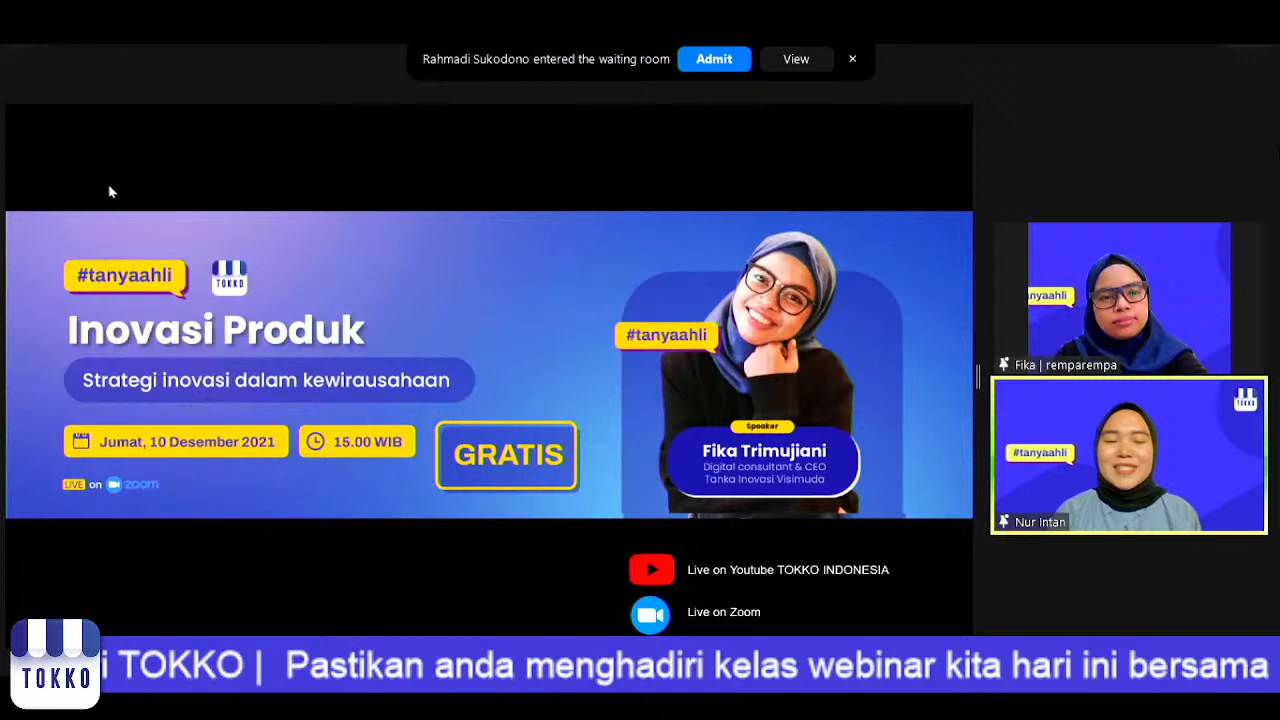 Rahmadi Sukodono entered the waiting room
Admit
View
#tanyaahli
TOKKO
Inovasi Produk
Strategi inovasi dalam kewirausahaan
Jumat, 10 Desember 2021
15.00 WIB
GRATIS
LIVE on zoom
#tanyaahli
Speaker
Fika Trimujiani
Digital consultant & CEO
Tanka Inovasi Visimuda
nyaahli
Fika | remparempa
TOKKO
#tanyaahli
Nur Intan
Live on Youtube TOKKO INDONESIA
Live on Zoom
TOKKO
i TOKKO | Pastikan anda menghadiri kelas webinar kita hari ini bersama